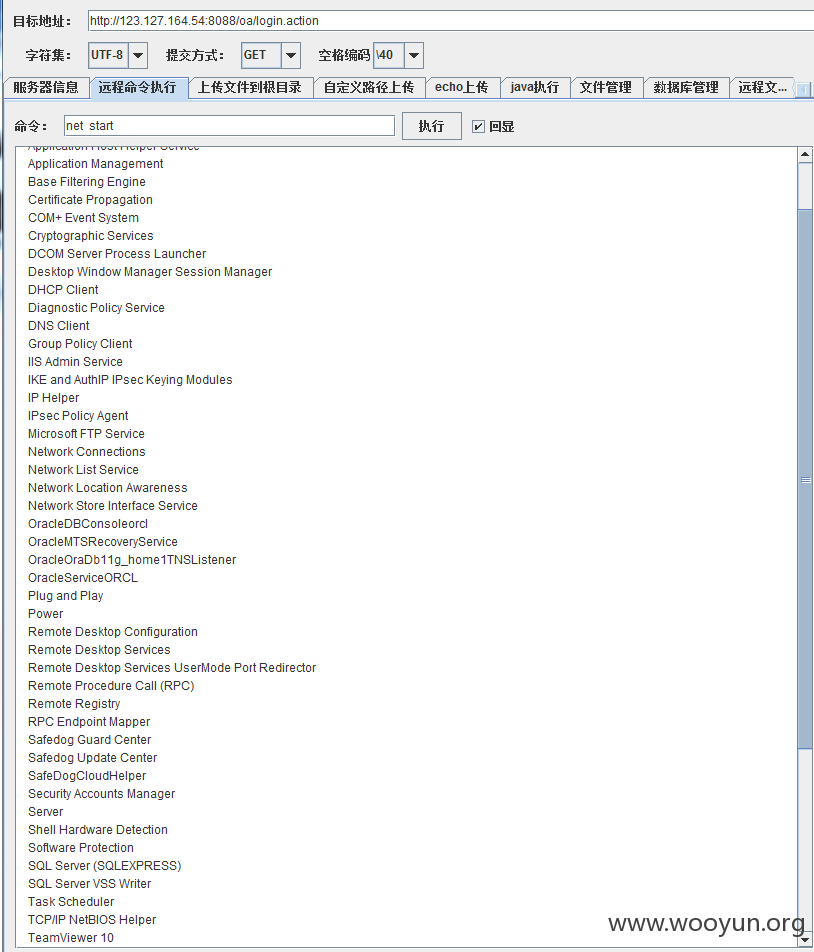 目标地址： http://123.127.164.54:8088/oa/login.action
字符集： UTF-8 提交方式： GET 空格编码 \40
服务器信息 远程命令执行 上传文件到根目录 自定义路径上传 echo上传 java执行 文件管理 数据库管理 远程文...
命令： net start 执行 回显
Application Host Helper Service
Application Management
Base Filtering Engine
Certificate Propagation
COM+ Event System
Cryptographic Services
DCOM Server Process Launcher
Desktop Window Manager Session Manager
DHCP Client
Diagnostic Policy Service
DNS Client
Group Policy Client
IIS Admin Service
IKE and AuthIP IPsec Keying Modules
IP Helper
IPsec Policy Agent
Microsoft FTP Service
Network Connections
Network List Service
Network Location Awareness
Network Store Interface Service
OracleDBConsoleorcl
OracleMTSRecoveryService
OracleOraDb11g_home1TNSListener
OracleServiceORCL
Plug and Play
Power
Remote Desktop Configuration
Remote Desktop Services
Remote Desktop Services UserMode Port Redirector
Remote Procedure Call (RPC)
Remote Registry
RPC Endpoint Mapper
Safedog Guard Center
Safedog Update Center
SafeDogCloudHelper
Security Accounts Manager
Server
Shell Hardware Detection
Software Protection
SQL Server (SQLEXPRESS)
SQL Server VSS Writer
Task Scheduler
TCP/IP NetBIOS Helper
TeamViewer 10
www.wooyun.org